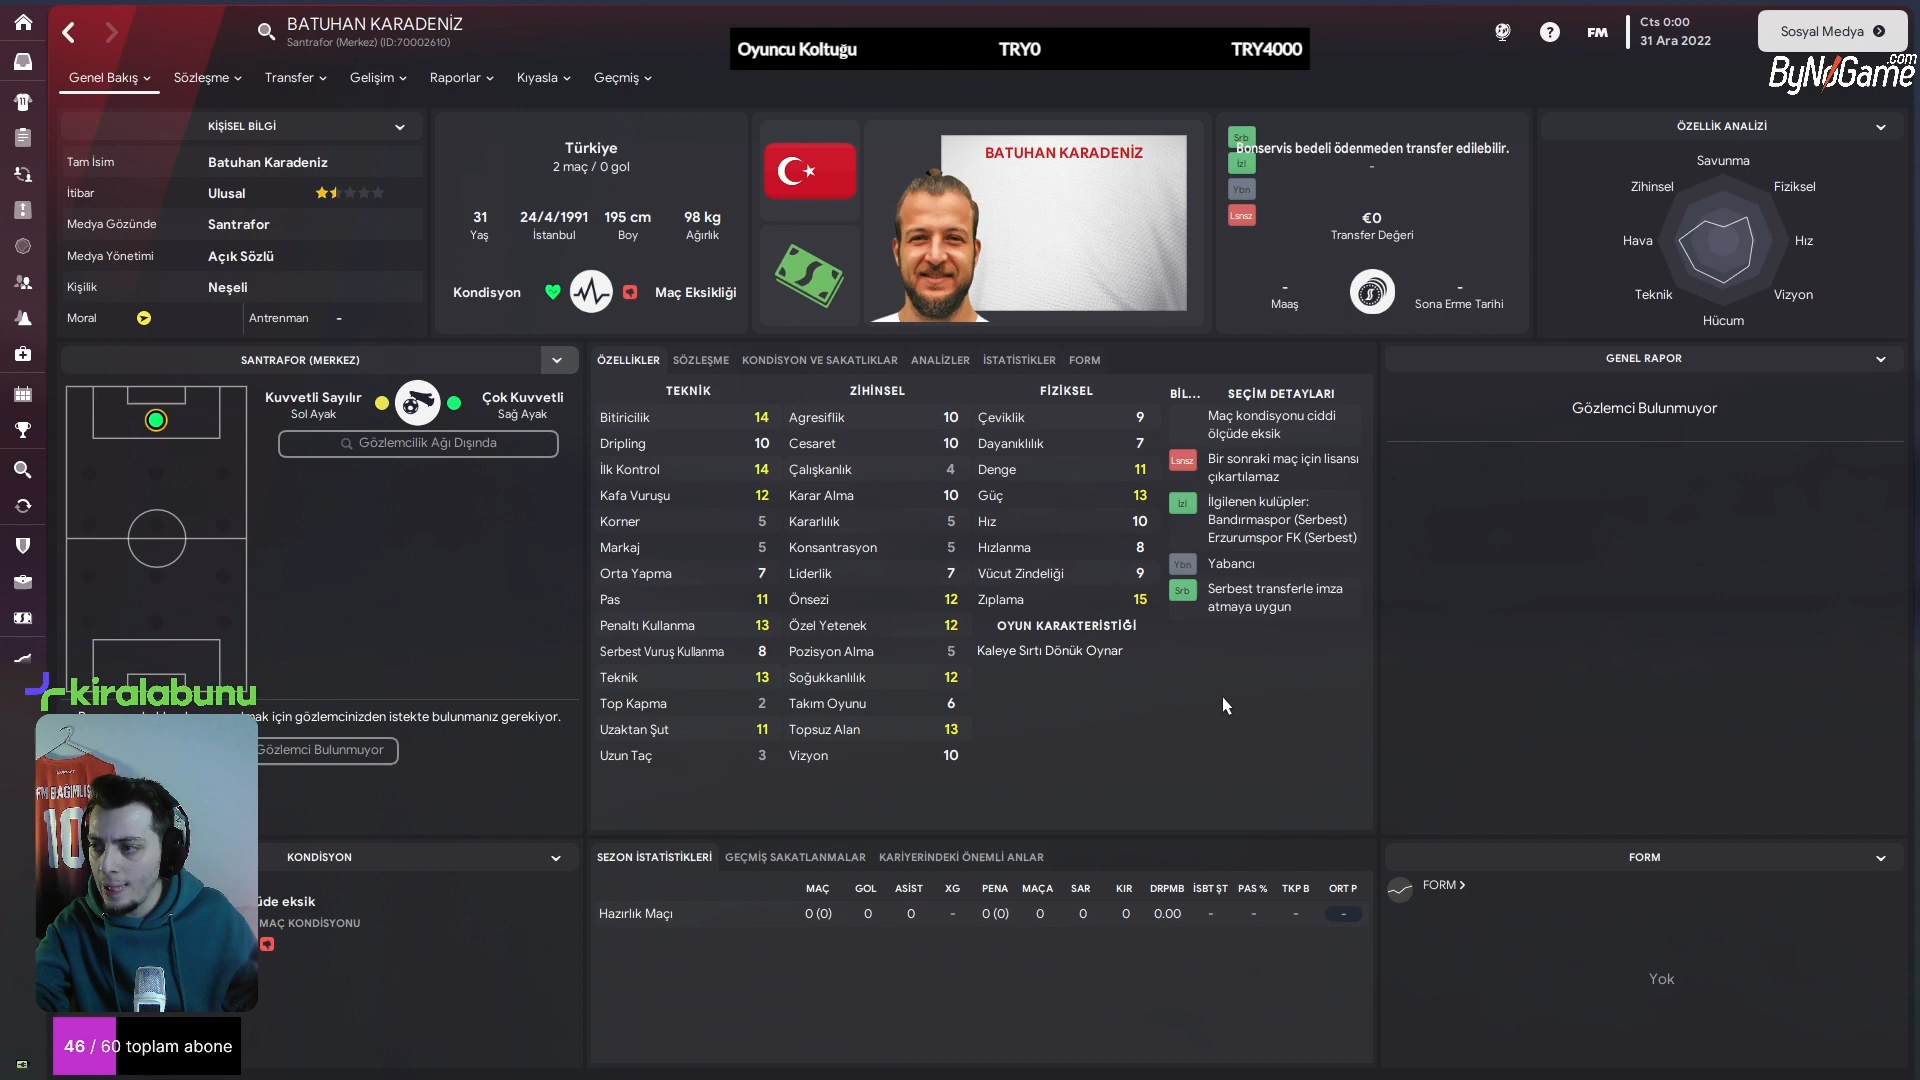 BATUHAN KARADENİZ
Santrafor (Merkez) (ID:70002610)
Oyuncu Koltuğu TRY0 TRY4000
FM
Cts 0:00
31 Ara 2022
Sosyal Medya
ByNoGame.com
Genel Bakış Sözleşme Transfer Gelişim Raporlar Kıyasla Geçmiş
KİŞİSEL BİLGİ
Tam İsim Batuhan Karadeniz
İtibar Ulusal
Medya Gözünde Santrafor
Medya Yönetimi Açık Sözlü
Kişilik Neşeli
Moral Antrenman -
Türkiye
2 maç / 0 gol
31 24/4/1991 195 cm 98 kg
Yaş İstanbul Boy Ağırlık
Kondisyon Maç Eksikliği
BATUHAN KARADENİZ
Srb
İzl
Ybn
Lsnsz
Bonservis bedeli ödenmeden transfer edilebilir.
-
€0
Transfer Değeri
- -
Maaş Sona Erme Tarihi
ÖZELLİK ANALİZİ
Savunma
Zihinsel Fiziksel
Hava Hız
Teknik Vizyon
Hücum
SANTRAFOR (MERKEZ)
Kuvvetli Sayılır Çok Kuvvetli
Sol Ayak Sağ Ayak
Gözlemcilik Ağı Dışında
ÖZELLİKLER SÖZLEŞME KONDİSYON VE SAKATLIKLAR ANALİZLER İSTATİSTİKLER FORM
TEKNİK ZİHİNSEL FİZİKSEL
Bitiricilik 14 Agresiflik 10 Çeviklik 9
Dripling 10 Cesaret 10 Dayanıklılık 7
İlk Kontrol 14 Çalışkanlık 4 Denge 11
Kafa Vuruşu 12 Karar Alma 10 Güç 13
Korner 5 Kararlılık 5 Hız 10
Markaj 5 Konsantrasyon 5 Hızlanma 8
Orta Yapma 7 Liderlik 7 Vücut Zindeliği 9
Pas 11 Önsezi 12 Zıplama 15
Penaltı Kullanma 13 Özel Yetenek 12 OYUN KARAKTERİSTİĞİ
Serbest Vuruş Kullanma 8 Pozisyon Alma 5 Kaleye Sırtı Dönük Oynar
Teknik 13 Soğukkanlılık 12
Top Kapma 2 Takım Oyunu 6
Uzaktan Şut 11 Topsuz Alan 13
Uzun Taç 3 Vizyon 10
BİL... SEÇİM DETAYLARI
Maç kondisyonu ciddi
ölçüde eksik
Lsnsz Bir sonraki maç için lisansı
çıkartılamaz
İzl İlgilenen kulüpler:
Bandırmaspor (Serbest)
Erzurumspor FK (Serbest)
Ybn Yabancı
Srb Serbest transferle imza
atmaya uygun
GENEL RAPOR
Gözlemci Bulunmuyor
kiralabunu
için gözlemcinizden istekte bulunmanız gerekiyor.
Gözlemci Bulunmuyor
FM BAĞIMLIS
10
KONDİSYON
eksik
MAÇ KONDİSYONU
46 / 60 toplam abone
SEZON İSTATİSTİKLERİ GEÇMİŞ SAKATLANMALAR KARİYERİNDEKİ ÖNEMLİ ANLAR
MAÇ GOL ASİST XG PENA MAÇA SAR KIR DRPMB İSBT ŞT PAS % TKP B ORT P
Hazırlık Maçı 0 (0) 0 0 - 0 (0) 0 0 0 0.00 - - - -
FORM
FORM
Yok